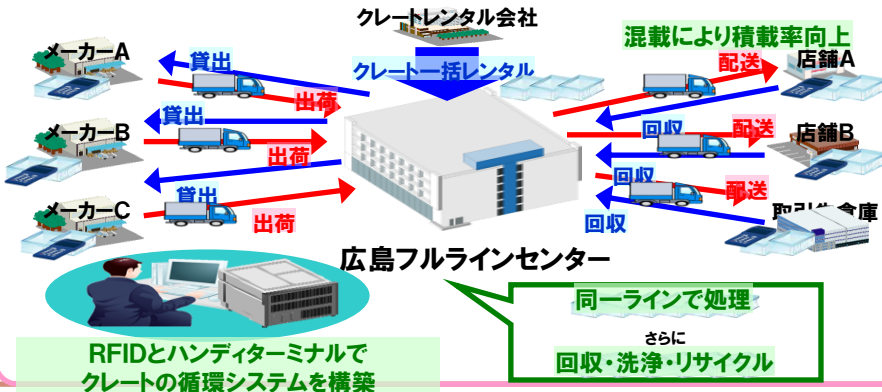 クレートレンタル会社
クレート一括レンタル
混載により積載率向上
メーカーA
貸出
出荷
メーカーB
貸出
出荷
メーカーC
貸出
出荷
配送
店舗A
回収
配送
店舗B
回収
配送
取引先倉庫
回収
広島フルラインセンター
RFIDとハンディターミナルで
クレートの循環システムを構築
同一ラインで処理
さらに
回収・洗浄・リサイクル